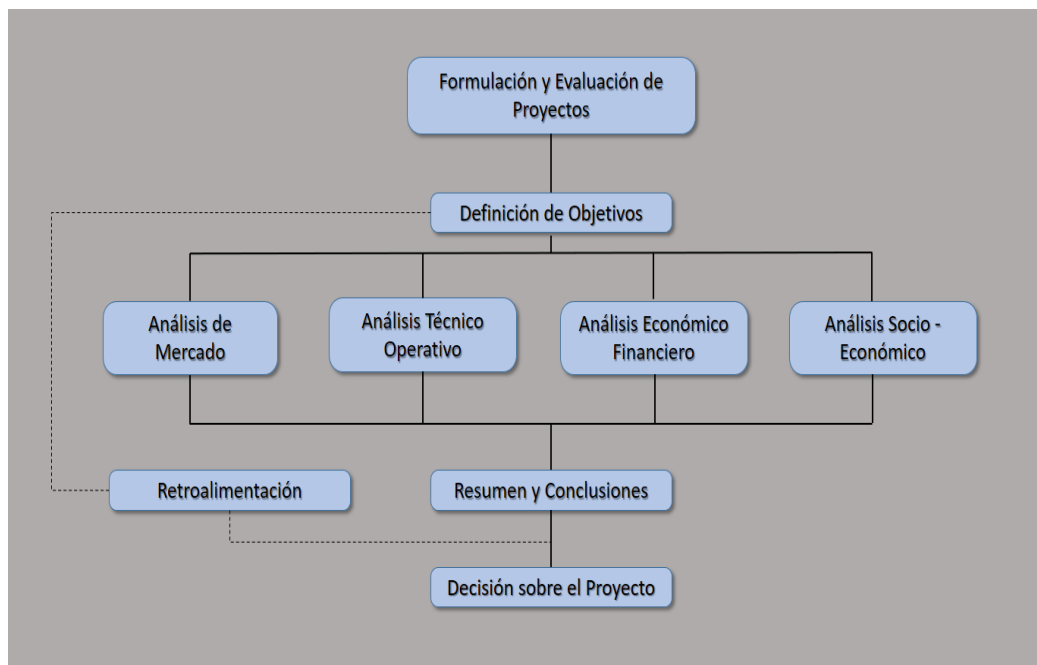 Formulación y Evaluación de
Proyectos
Definición de Objetivos
Análisis de
Mercado
Análisis Técnico
Operativo
Análisis Económico
Financiero
Análisis Socio -
Económico
Retroalimentación
Resumen y Conclusiones
Decisión sobre el Proyecto